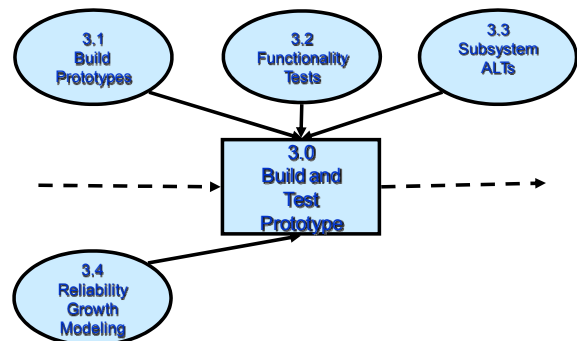 3.1
Build
Prototypes
3.2
Functionality
Tests
3.3
Subsystem
ALTs
3.0
Build and
Test
Prototype
3.4
Reliability
Growth
Modeling